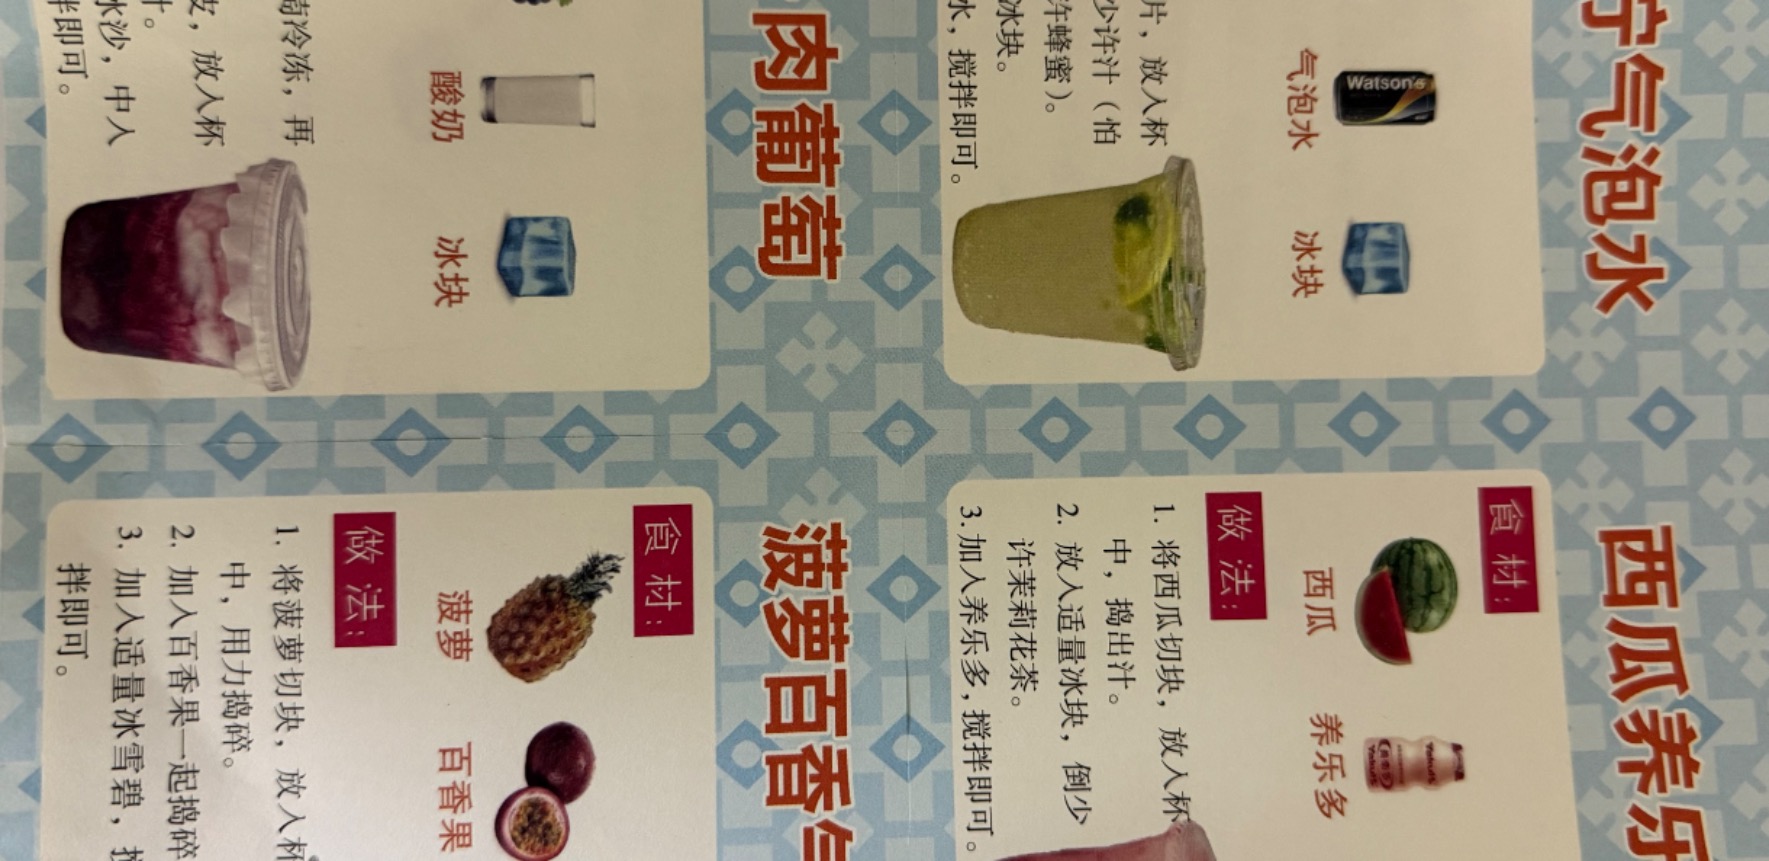 气泡水
Watson's
气泡水
冰块
片，放入杯
少许汁（怕
许蜂蜜）。
冰块。
水，搅拌即可。
西瓜养乐
食材：
西瓜
养乐多
做法：
1. 将西瓜切块，放入杯
中，捣出汁。
2. 放入适量冰块，倒少
许茉莉花茶。
3. 加入养乐多，搅拌即可。
肉葡萄
酸奶
冰块
萄冷冻，再
皮，放入杯
汁。
冰沙，中入
拌即可。
菠萝百香
食材：
菠萝
百香果
做法：
1. 将菠萝切块，放入杯
中，用力捣碎。
2. 加入百香果一起捣碎
3. 加入适量冰雪碧，
拌即可。